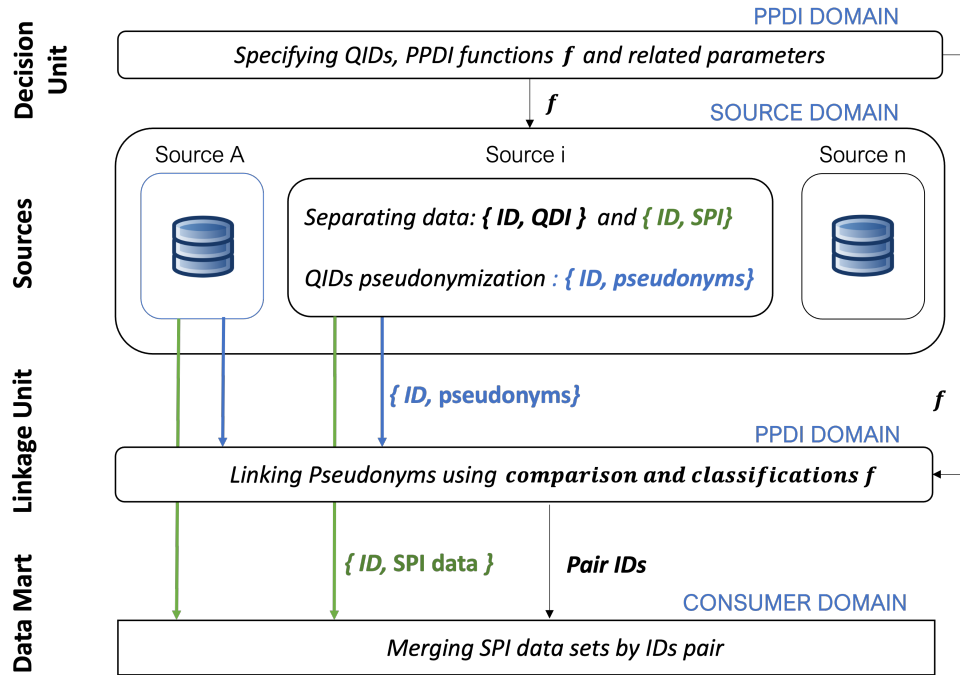 PPDI DOMAIN
Decision
Unit
Specifying QIDs, PPDI functions f and related parameters
f
SOURCE DOMAIN
Sources
Source A
Source i
Source n
Separating data: { ID, QDI } and { ID, SPI}
QIDs pseudonymization : { ID, pseudonyms}
Linkage Unit
{ ID, pseudonyms}
f
PPDI DOMAIN
Linking Pseudonyms using comparison and classifications f
Data Mart
{ ID, SPI data }
Pair IDs
CONSUMER DOMAIN
Merging SPI data sets by IDs pair